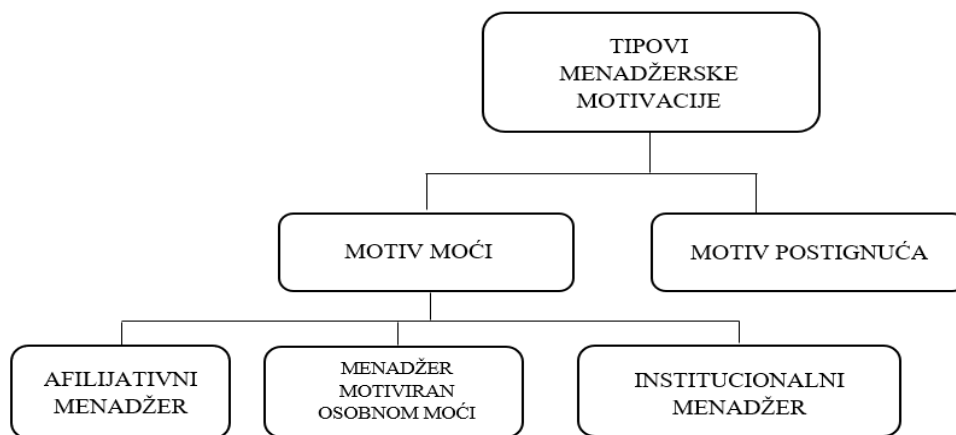 TIPOVI
MENADŽERSKE
MOTIVACIJE
MOTIV MOĆI
MOTIV POSTIGNUĆA
AFILIJATIVNI
MENADŽER
MENADŽER
MOTIVIRAN
OSOBNOM MOĆI
INSTITUCIONALNI
MENADŽER